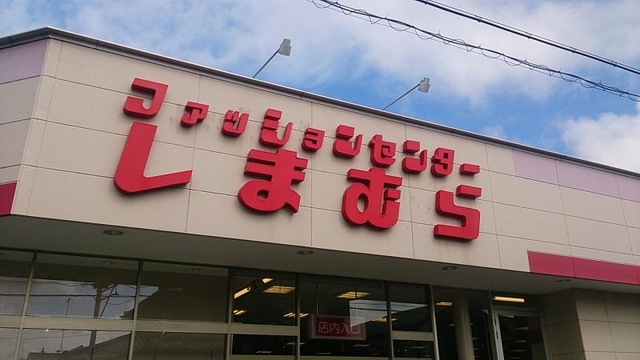 ファッションセンター
しまむら
店内入口